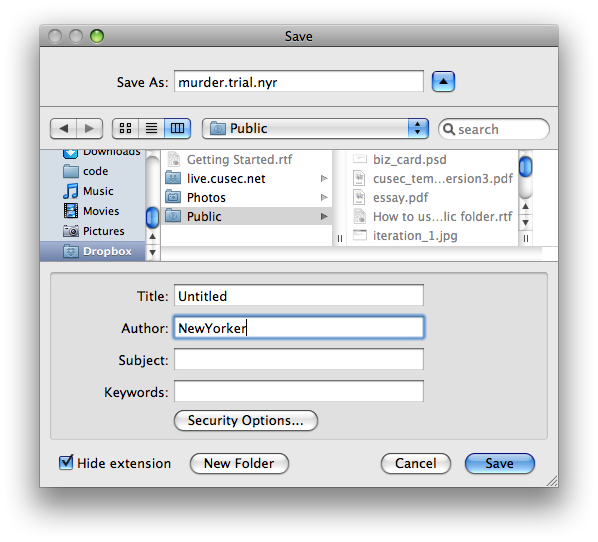 Save
Save As: murder.trial.nyr
Public
search
Downloads
code
Music
Movies
Pictures
Dropbox
Getting Started.rtf
live.cusec.net
Photos
Public
biz_card.psd
cusec_tem...ersion3.pdf
essay.pdf
How to us...lic folder.rtf
iteration_1.jpg
Title: Untitled
Author: NewYorker
Subject:
Keywords:
Security Options...
Hide extension New Folder Cancel Save